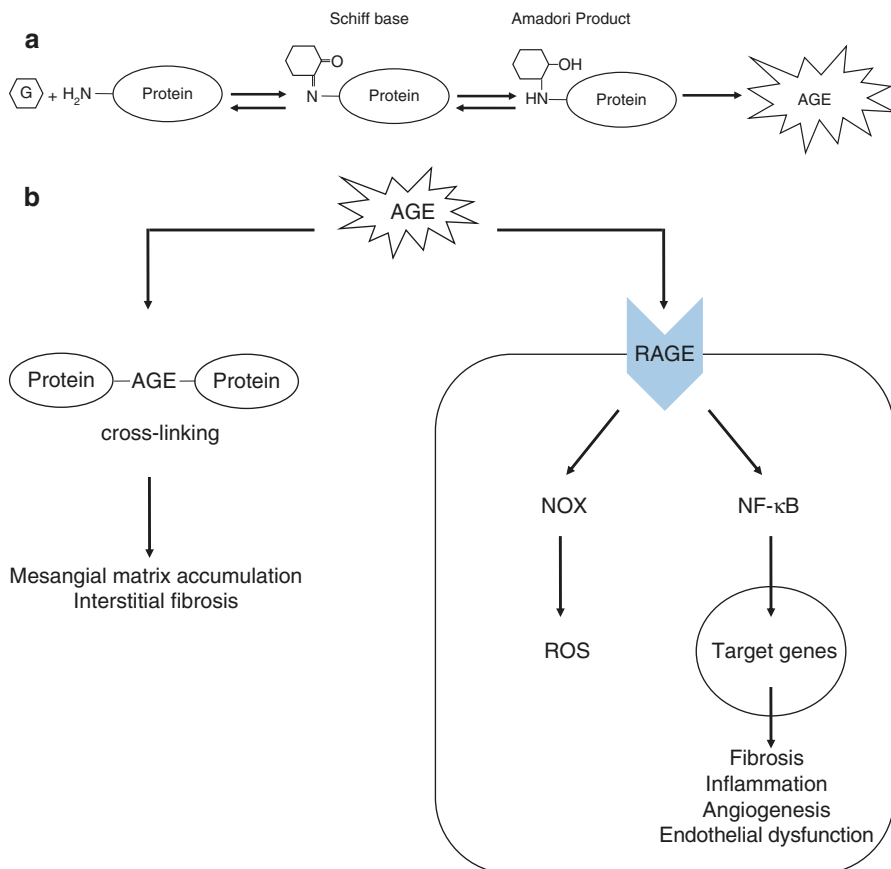 a
Schiff base
Amadori Product
G + H2N Protein
O
N Protein
OH
HN Protein
AGE
b
AGE
Protein AGE Protein
cross-linking
Mesangial matrix accumulation
Interstitial fibrosis
RAGE
NOX
NF-κB
ROS
Target genes
Fibrosis
Inflammation
Angiogenesis
Endothelial dysfunction